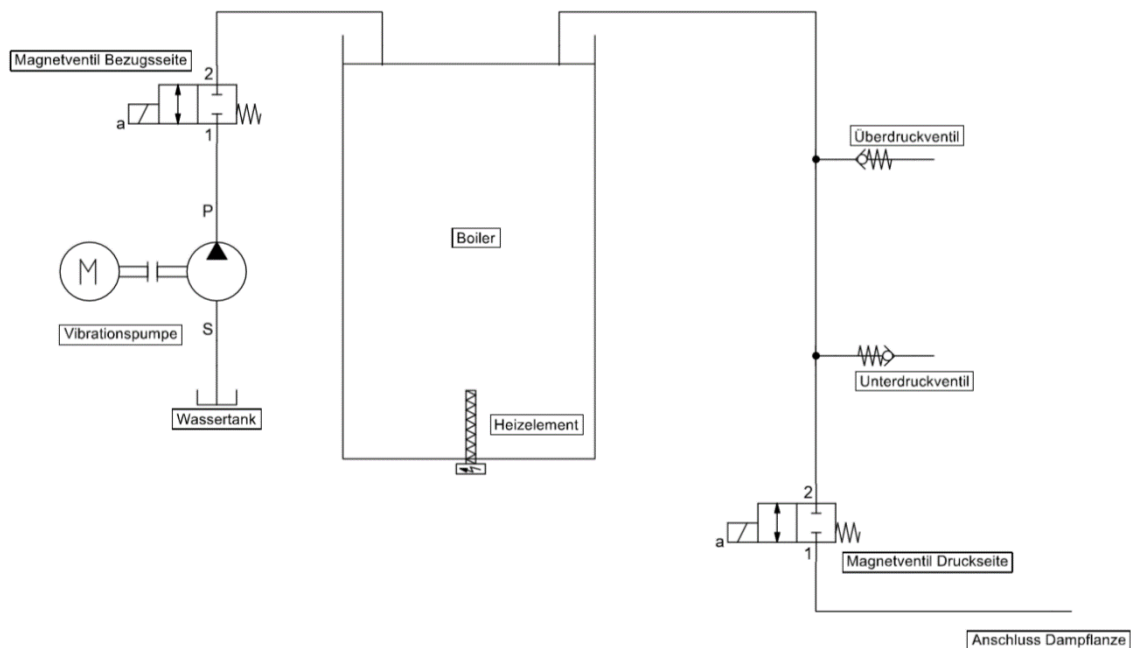 Magnetventil Bezugsseite
2
a
1
P
M
Vibrationspumpe
S
Wassertank
Boiler
Heizelement
Überdruckventil
Unterdruckventil
2
a
1
Magnetventil Druckseite
Anschluss Dampflanze